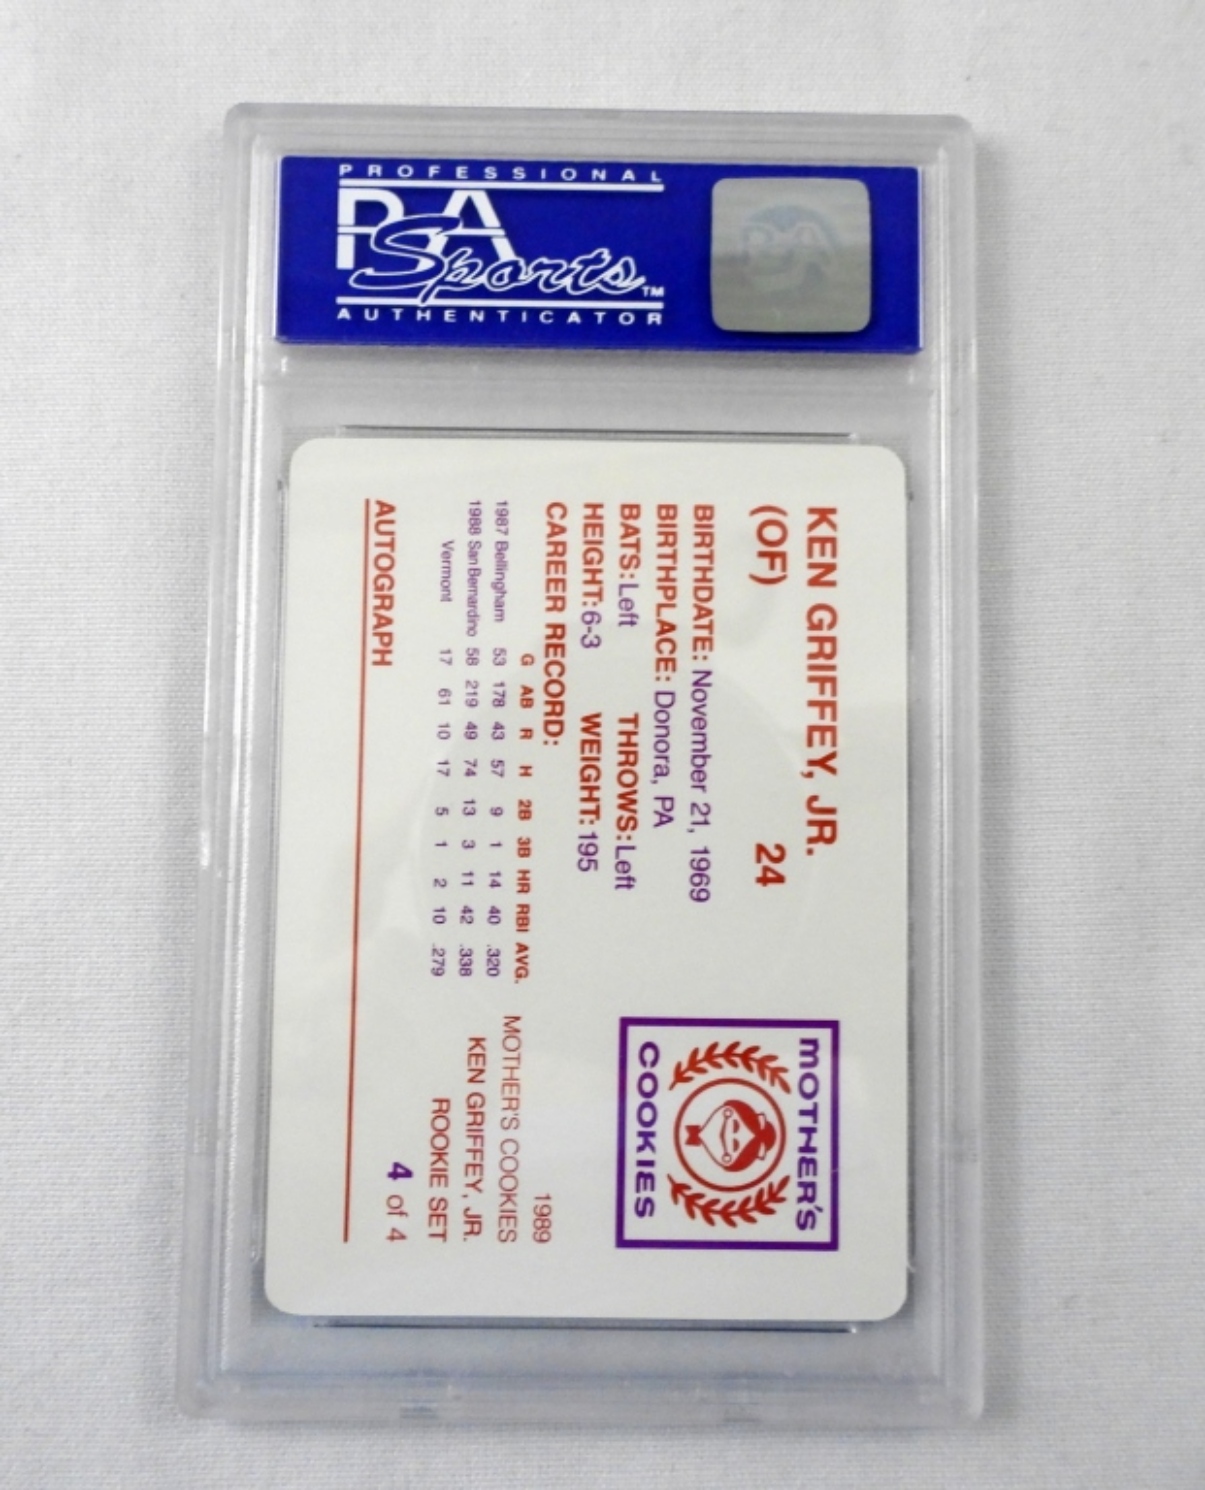 PROFESSIONAL
PSA
Sports™
AUTHENTICATOR
KEN GRIFFEY, JR.
(OF) 24
BIRTHDATE: November 21, 1969
BIRTHPLACE: Donora, PA
BATS: Left THROWS: Left
HEIGHT: 6-3 WEIGHT: 195
CAREER RECORD:
G AB R H 2B 3B HR RBI AVG.
1987 Bellingham 53 178 43 57 9 1 14 40 .320
1988 San Bernardino 58 219 49 74 13 3 11 42 .338
Vermont 17 61 10 17 5 1 2 10 .279
AUTOGRAPH
MOTHER'S
COOKIES
1989
MOTHER'S COOKIES
KEN GRIFFEY, JR.
ROOKIE SET
4 of 4